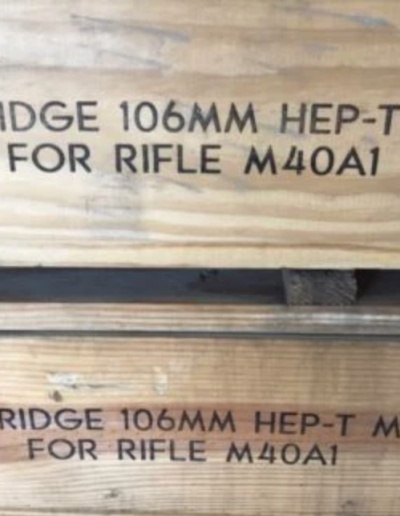 IDGE 106MM HEP-T
FOR RIFLE M40A1
RIDGE 106MM HEP-T M
FOR RIFLE M40A1